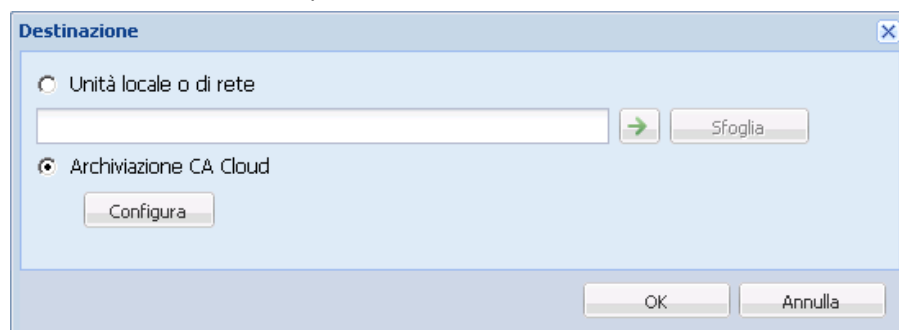 Destinazione
Unità locale o di rete
Sfoglia
Archiviazione CA Cloud
Configura
OK Annulla